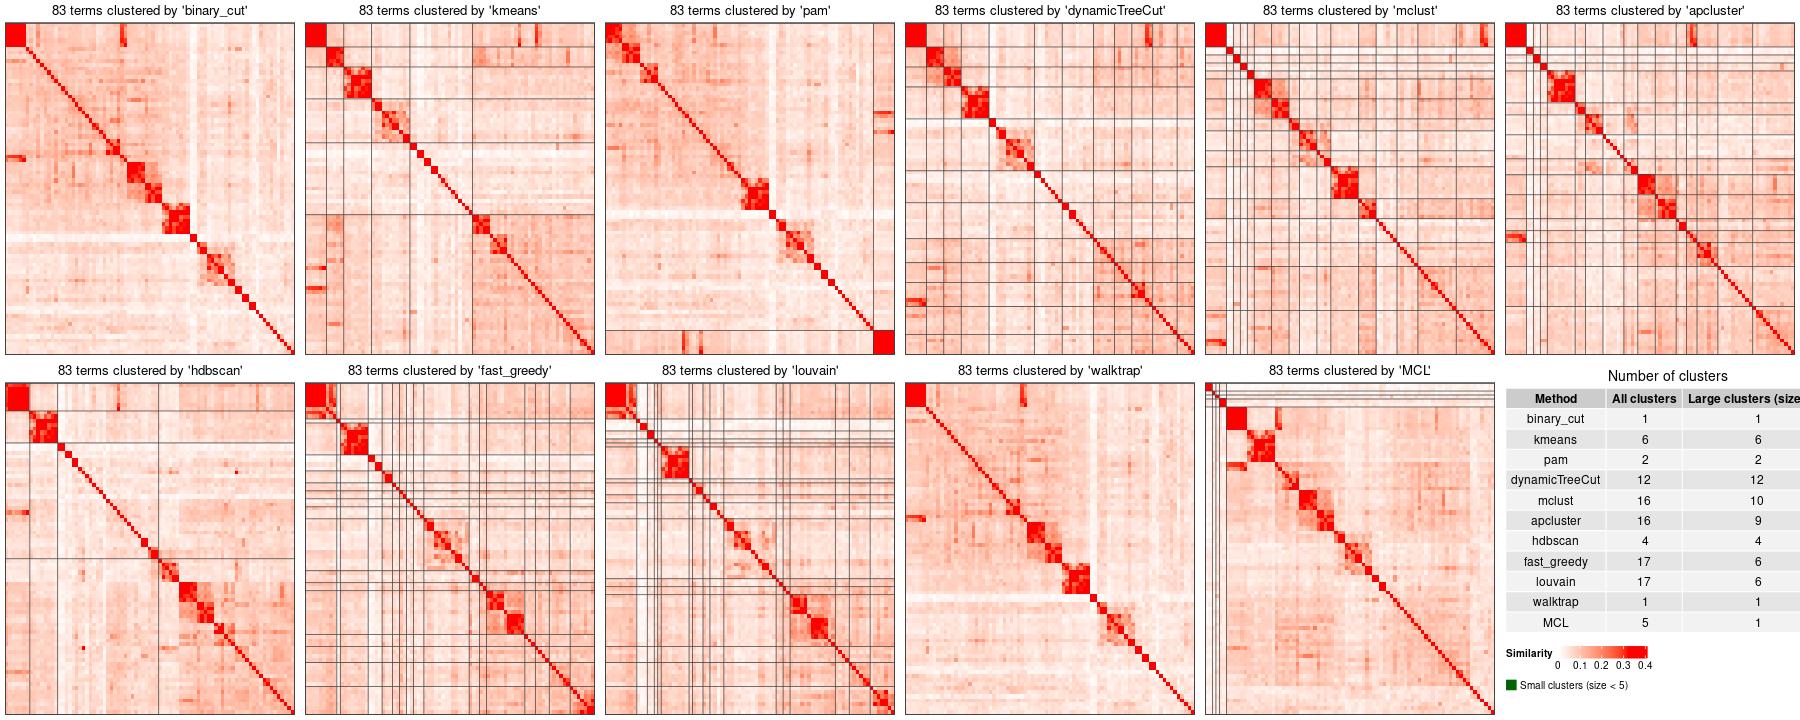 83 terms clustered by 'binary_cut'
83 terms clustered by 'kmeans'
83 terms clustered by 'pam'
83 terms clustered by 'dynamicTreeCut'
83 terms clustered by 'mclust'
83 terms clustered by 'apcluster'
83 terms clustered by 'hdbscan'
83 terms clustered by 'fast_greedy'
83 terms clustered by 'louvain'
83 terms clustered by 'walktrap'
83 terms clustered by 'MCL'
Number of clusters
Method All clusters Large clusters (size
binary_cut 1 1
kmeans 6 6
pam 2 2
dynamicTreeCut 12 12
mclust 16 10
apcluster 16 9
hdbscan 4 4
fast_greedy 17 6
louvain 17 6
walktrap 1 1
MCL 5 1
Similarity
0 0.1 0.2 0.3 0.4
Small clusters (size < 5)